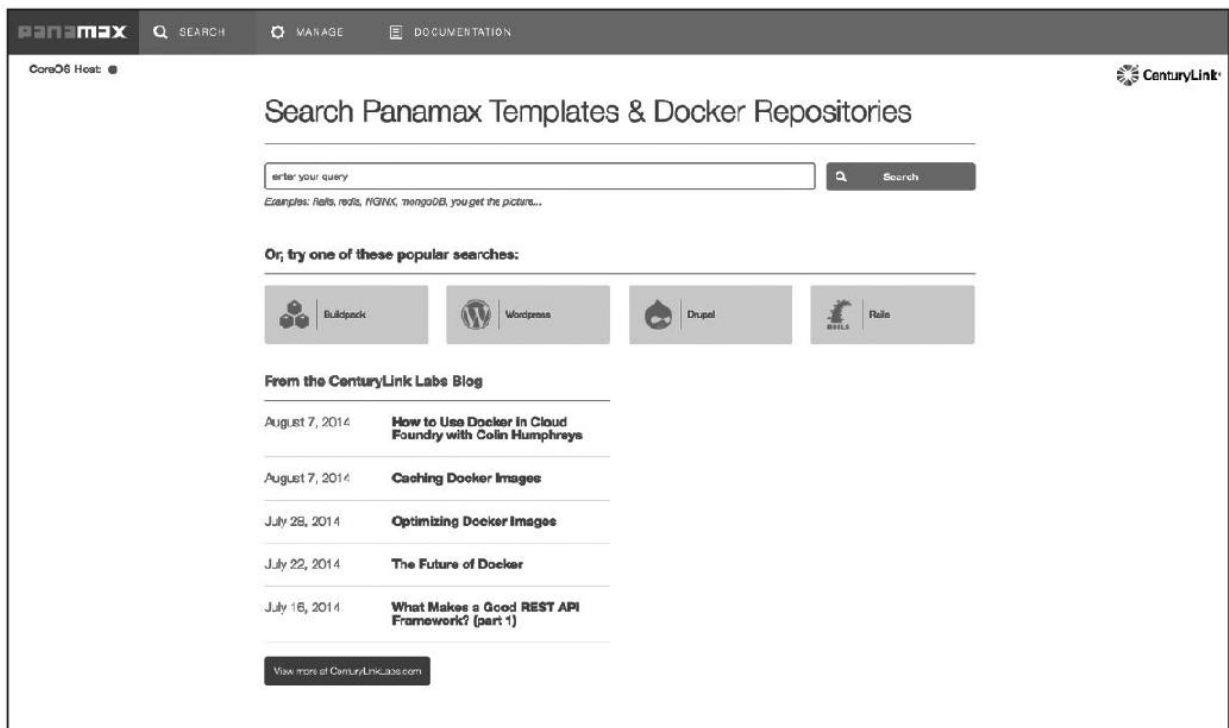 panamax SEARCH MANAGE DOCUMENTATION
CoreOS Host:
CenturyLink
Search Panamax Templates & Docker Repositories
enter your query
Search
Examples: Rails, redis, NGINX, mongoDB, you get the picture...
Or, try one of these popular searches:
Buildpack
Wordpress
Drupal
RAILS Rails
From the CenturyLink Labs Blog
August 7, 2014 How to Use Docker in Cloud
Foundry with Colin Humphreys
August 7, 2014 Caching Docker Images
July 28, 2014 Optimizing Docker Images
July 22, 2014 The Future of Docker
July 16, 2014 What Makes a Good REST API
Framework? (part 1)
View more at CenturyLinkLabs.com